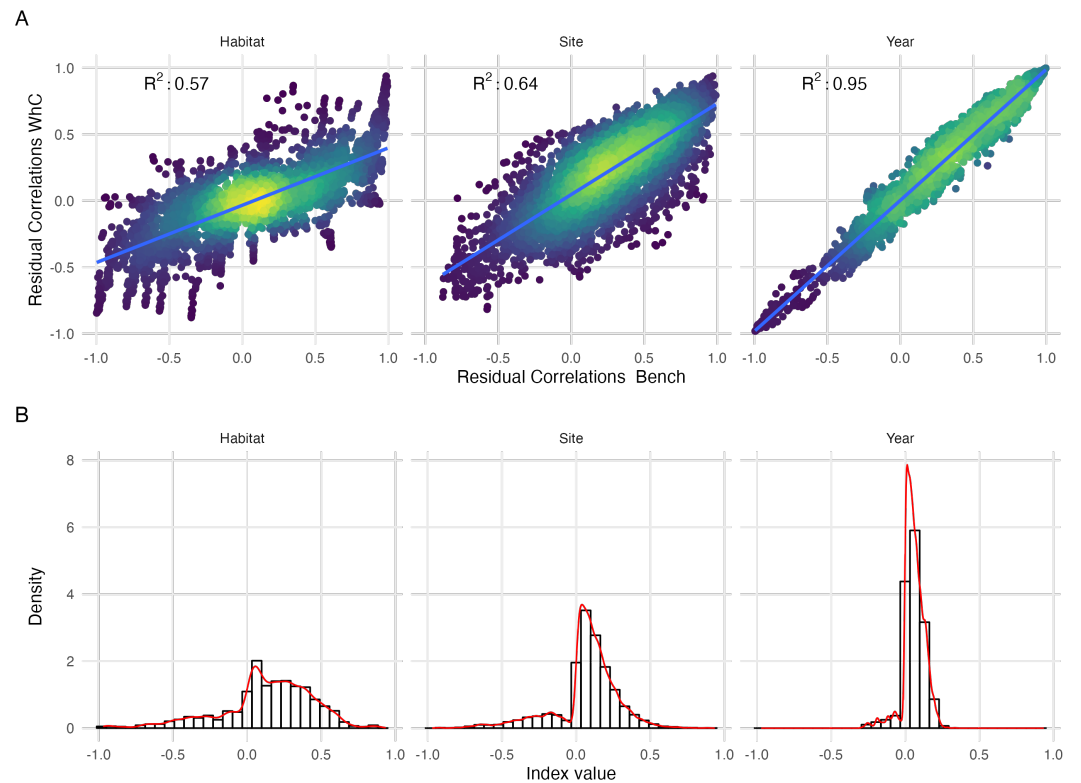 A
Habitat Site Year
R²: 0.57 R²: 0.64 R²: 0.95
Residual Correlations WhC
1.0
0.5
0.0
-0.5
-1.0
-1.0 -0.5 0.0 0.5 1.0 -1.0 -0.5 0.0 0.5 1.0 -1.0 -0.5 0.0 0.5 1.0
Residual Correlations Bench
B
Habitat Site Year
Density
8
6
4
2
0
-1.0 -0.5 0.0 0.5 1.0 -1.0 -0.5 0.0 0.5 1.0 -1.0 -0.5 0.0 0.5 1.0
Index value